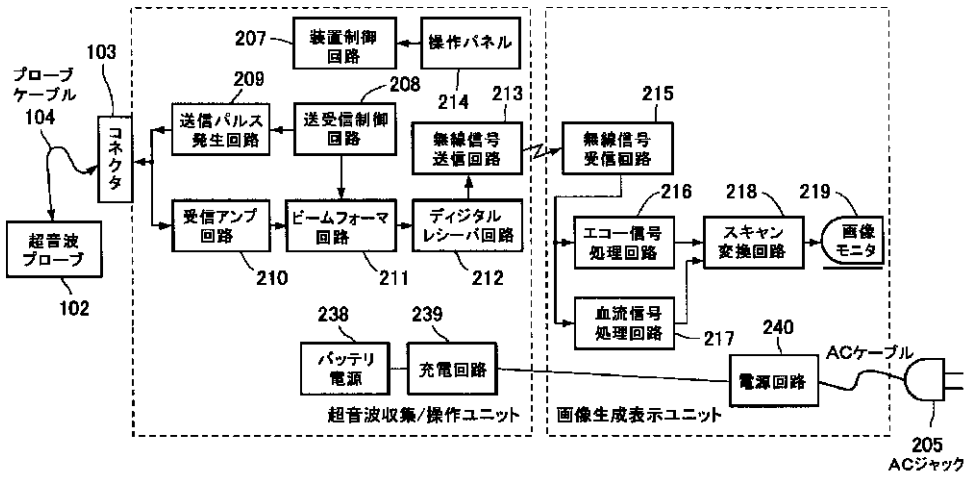 207
装置制御
回路
操作パネル
214
103
プローブ
ケーブル
104
コネクタ
209
送信パルス
発生回路
208
送受信制御
回路
213
無線信号
送信回路
215
無線信号
受信回路
超音波
プローブ
102
受信アンプ
回路
210
ビームフォーマ
回路
211
ディジタル
レシーバ回路
212
216
エコー信号
処理回路
218
スキャン
変換回路
219
画像
モニタ
血流信号
処理回路
217
238
バッテリ
電源
239
充電回路
240
電源回路
ACケーブル
205
ACジャック
超音波収集/操作ユニット
画像生成表示ユニット